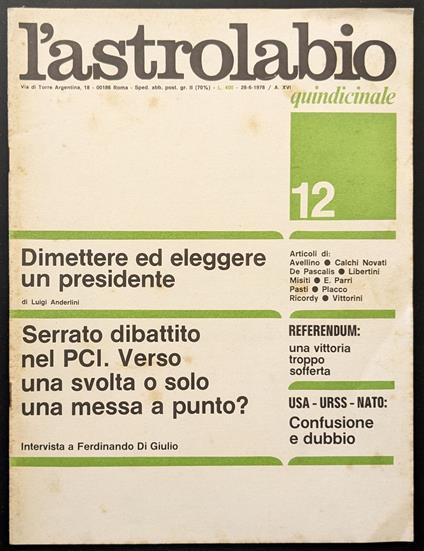 l'astrolabio
Via di Torre Argentina, 18 - 00186 Roma - Sped. abb. post. gr. II (70%) - L. 400 - 28-6-1978 / A. XVI
quindicinale
12
Dimettere ed eleggere
un presidente
di Luigi Anderlini
Serrato dibattito
nel PCI. Verso
una svolta o solo
una messa a punto?
Intervista a Ferdinando Di Giulio
Articoli di:
Avellino ● Calchi Novati
De Pascalis ● Libertini
Misiti ● E. Parri
Pasti ● Placco
Ricordy ● Vittorini
REFERENDUM:
una vittoria
troppo
sofferta
USA - URSS - NATO:
Confusione
e dubbio